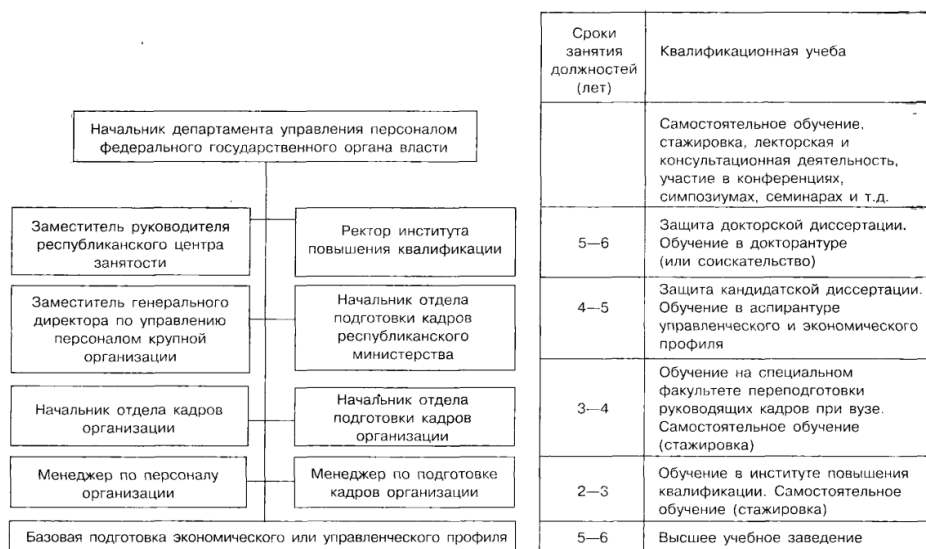 Сроки
занятия
должностей
(лет)
Квалификационная учеба
Начальник департамента управления персоналом
федерального государственного органа власти
Самостоятельное обучение,
стажировка, лекторская и
консультационная деятельность,
участие в конференциях,
симпозиумах, семинарах и т.д.
Заместитель руководителя
республиканского центра
занятости
Ректор института
повышения квалификации
5—6
Защита докторской диссертации.
Обучение в докторантуре
(или соискательство)
Заместитель генерального
директора по управлению
персоналом крупной
организации
Начальник отдела
подготовки кадров
республиканского
министерства
4—5
Защита кандидатской диссертации.
Обучение в аспирантуре
управленческого и экономического
профиля
Начальник отдела кадров
организации
Начальник отдела
подготовки кадров
организации
3—4
Обучение на специальном
факультете переподготовки
руководящих кадров при вузе.
Самостоятельное обучение
(стажировка)
Менеджер по персоналу
организации
Менеджер по подготовке
кадров организации
2—3
Обучение в институте повышения
квалификации. Самостоятельное
обучение (стажировка)
Базовая подготовка экономического или управленческого профиля
5—6
Высшее учебное заведение